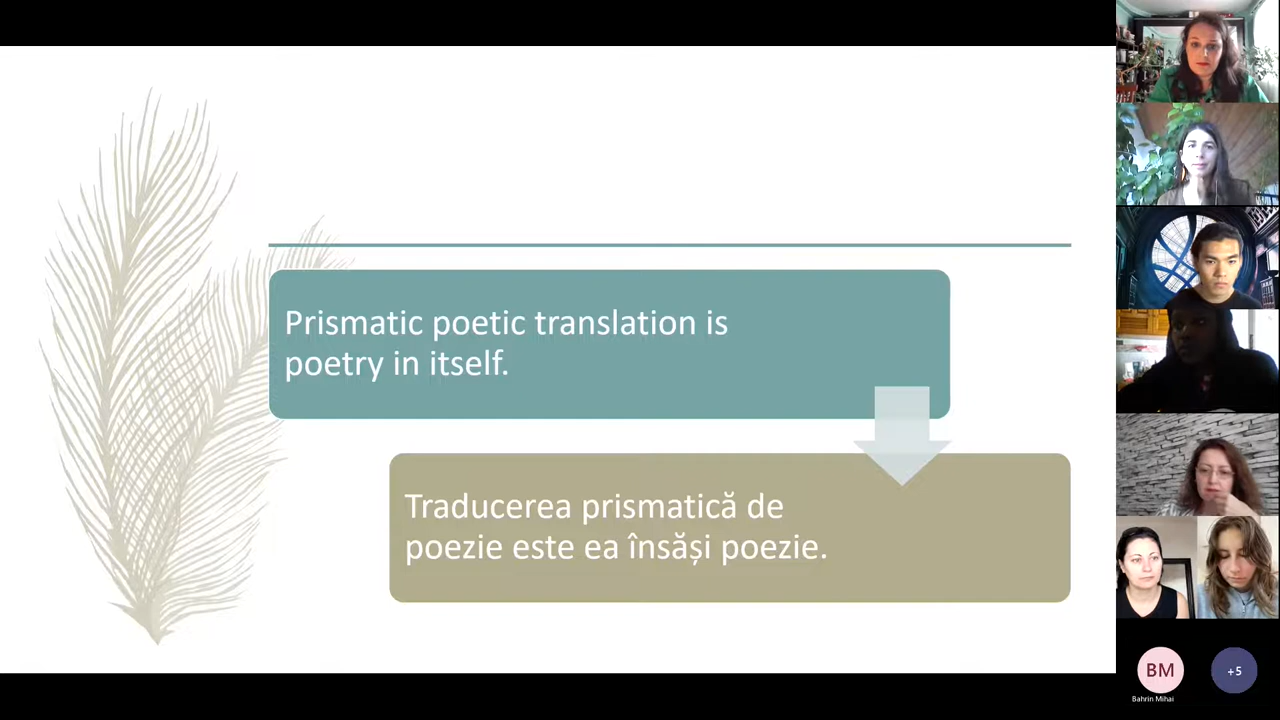 Prismatic poetic translation is
poetry in itself.
Traducerea prismatică de
poezie este ea însăși poezie.
BM
+5
Bahrin Mihai